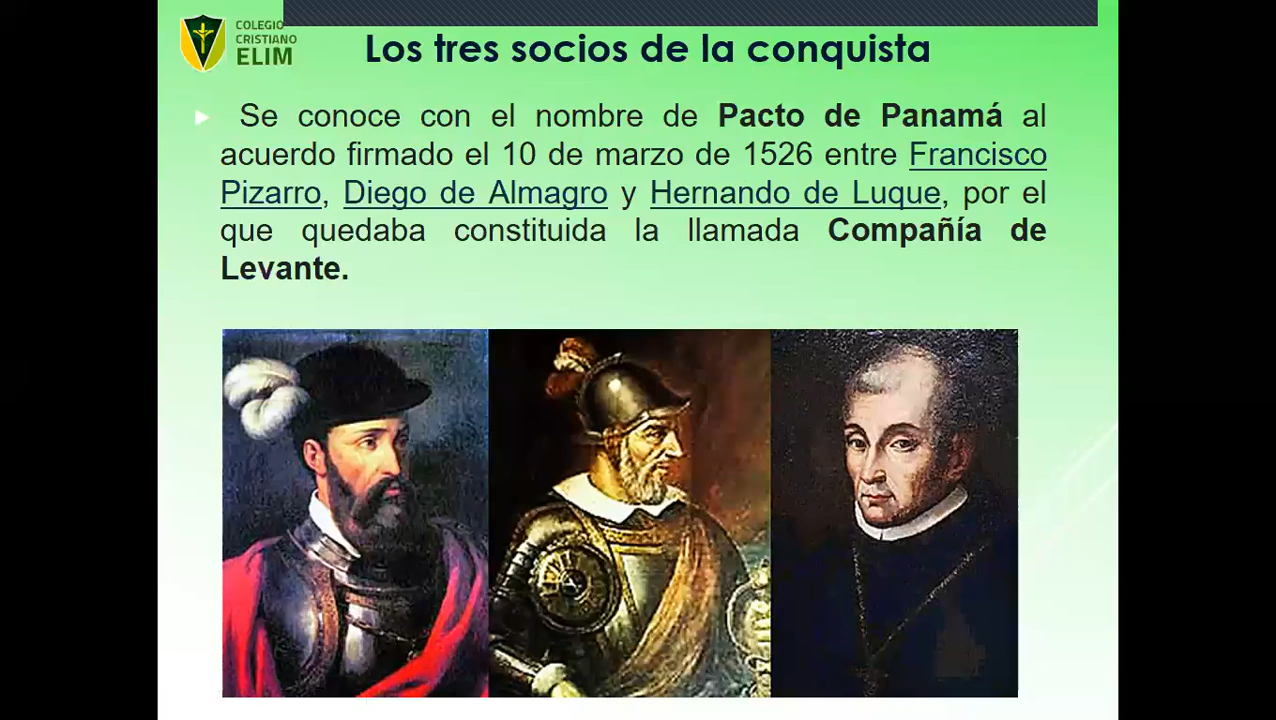 COLEGIO
CRISTIANO
ELIM
Los tres socios de la conquista
Se conoce con el nombre de Pacto de Panamá al
acuerdo firmado el 10 de marzo de 1526 entre Francisco
Pizarro, Diego de Almagro y Hernando de Luque, por el
que quedaba constituida la llamada Compañía de
Levante.